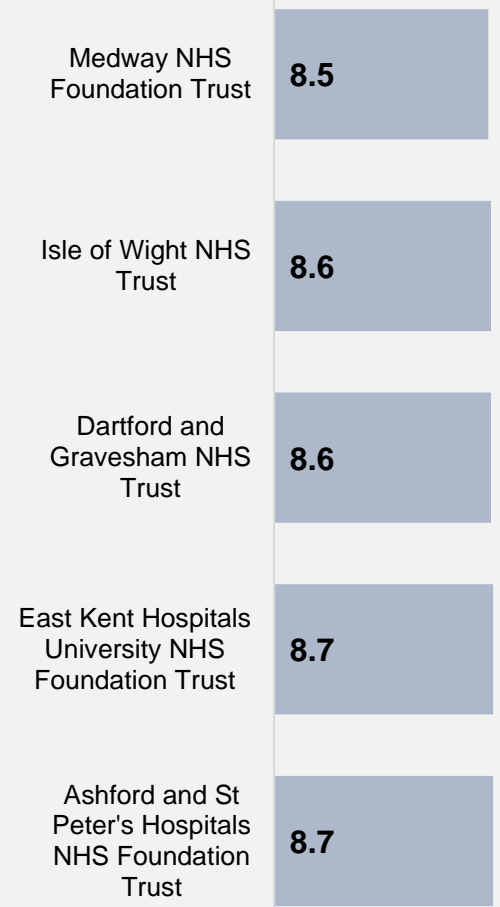 Medway NHS
Foundation Trust
8.5
Isle of Wight NHS
Trust
8.6
Dartford and
Gravesham NHS
Trust
8.6
East Kent Hospitals
University NHS
Foundation Trust
8.7
Ashford and St
Peter's Hospitals
NHS Foundation
Trust
8.7